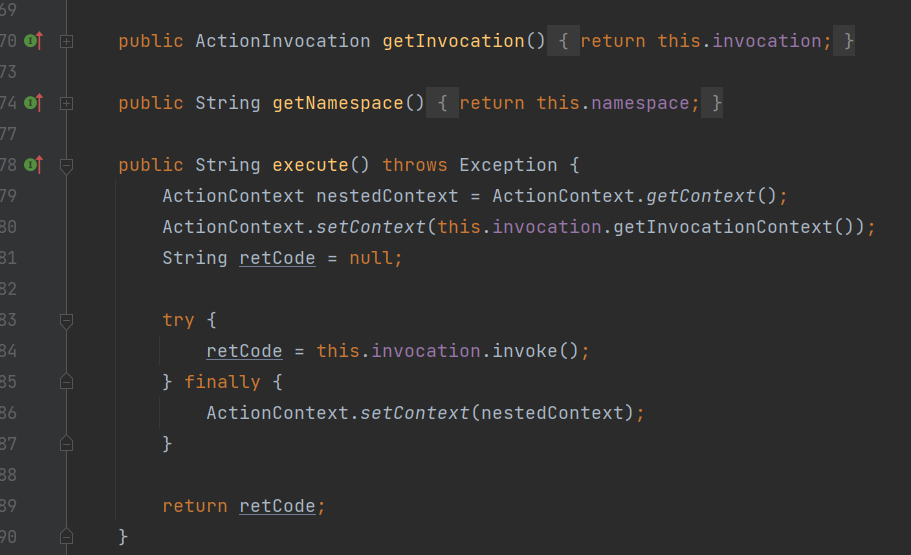 69
70 public ActionInvocation getInvocation() { return this.invocation; }
73
74 public String getNamespace() { return this.namespace; }
77
78 public String execute() throws Exception {
79 ActionContext nestedContext = ActionContext.getContext();
80 ActionContext.setContext(this.invocation.getInvocationContext());
81 String retCode = null;
82
83 try {
84 retCode = this.invocation.invoke();
85 } finally {
86 ActionContext.setContext(nestedContext);
87 }
88
89 return retCode;
90 }